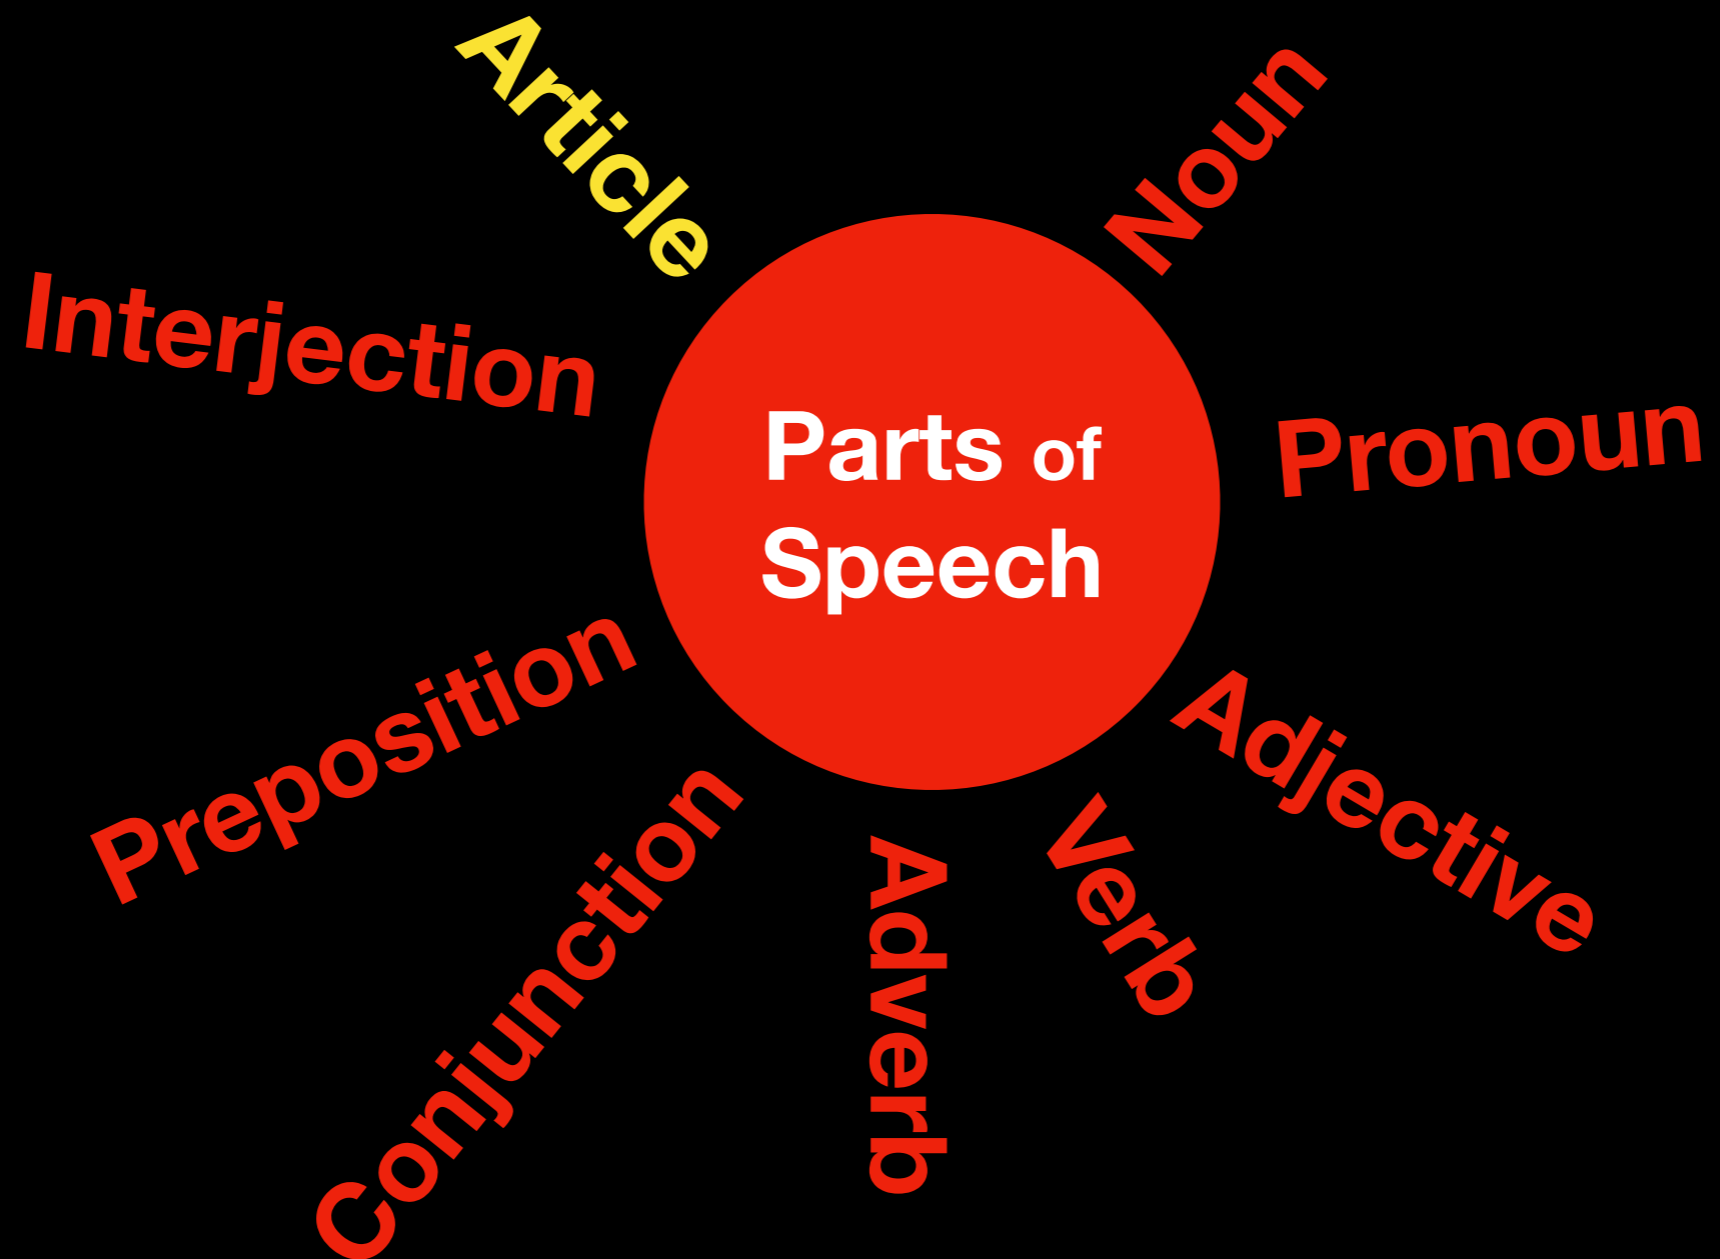 Parts of
Speech
Noun
Pronoun
Adjective
Verb
Adverb
Conjunction
Preposition
Interjection
Article